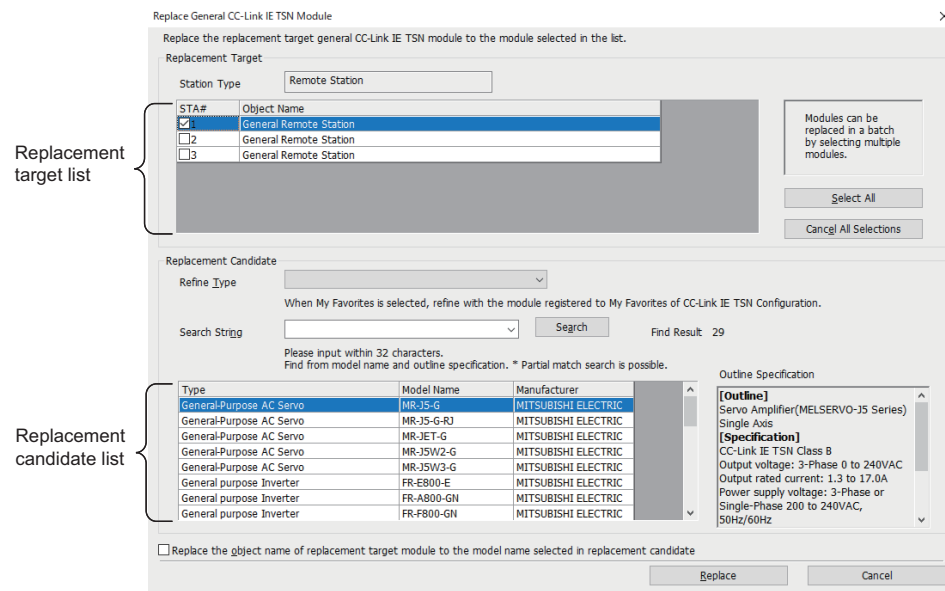 Replace General CC-Link IE TSN Module
Replace the replacement target general CC-Link IE TSN module to the module selected in the list.
Replacement Target
Station Type Remote Station
STA# Object Name
1 General Remote Station
2 General Remote Station
3 General Remote Station
Replacement
target list
Modules can be
replaced in a batch
by selecting multiple
modules.
Select All
Cancel All Selections
Replacement Candidate
Refine Type
When My Favorites is selected, refine with the module registered to My Favorites of CC-Link IE TSN Configuration.
Search String Search Find Result 29
Please input within 32 characters.
Find from model name and outline specification. * Partial match search is possible.
Replacement
candidate list
Type Model Name Manufacturer
General-Purpose AC Servo MR-J5-G MITSUBISHI ELECTRIC
General-Purpose AC Servo MR-J5-G-RJ MITSUBISHI ELECTRIC
General-Purpose AC Servo MR-JET-G MITSUBISHI ELECTRIC
General-Purpose AC Servo MR-J5W2-G MITSUBISHI ELECTRIC
General-Purpose AC Servo MR-J5W3-G MITSUBISHI ELECTRIC
General purpose Inverter FR-E800-E MITSUBISHI ELECTRIC
General purpose Inverter FR-A800-GN MITSUBISHI ELECTRIC
General purpose Inverter FR-F800-GN MITSUBISHI ELECTRIC
Outline Specification
[Outline]
Servo Amplifier(MELSERVO-J5 Series)
Single Axis
[Specification]
CC-Link IE TSN Class B
Output voltage: 3-Phase 0 to 240VAC
Output rated current: 1.3 to 17.0A
Power supply voltage: 3-Phase or
Single-Phase 200 to 240VAC,
50Hz/60Hz
Replace the object name of replacement target module to the model name selected in replacement candidate
Replace Cancel